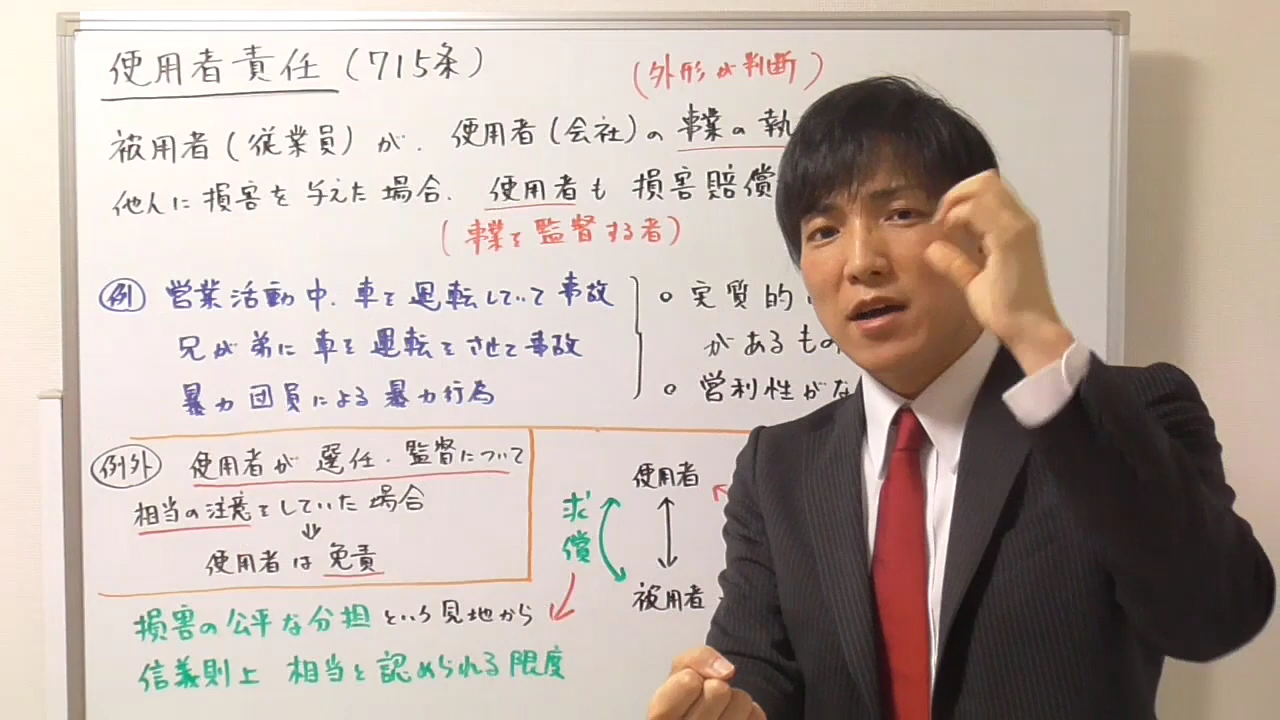 使用者責任(715条)
(外形が判断)
被用者(従業員)が、使用者(会社)の事業の執
他人に損害を与えた場合、使用者も損害賠償
(事業を監督する者)
例 営業活動中、車を運転していて事故
兄が弟に車を運転をさせて事故
暴力団員による暴力行為
○実質的
があるもの
○営利性がな
例外 使用者が選任・監督について
相当の注意をしていた場合
⇓
使用者は免責
使用者
求償
被用者
損害の公平な分担という見地から
信義則上 相当と認められる限度